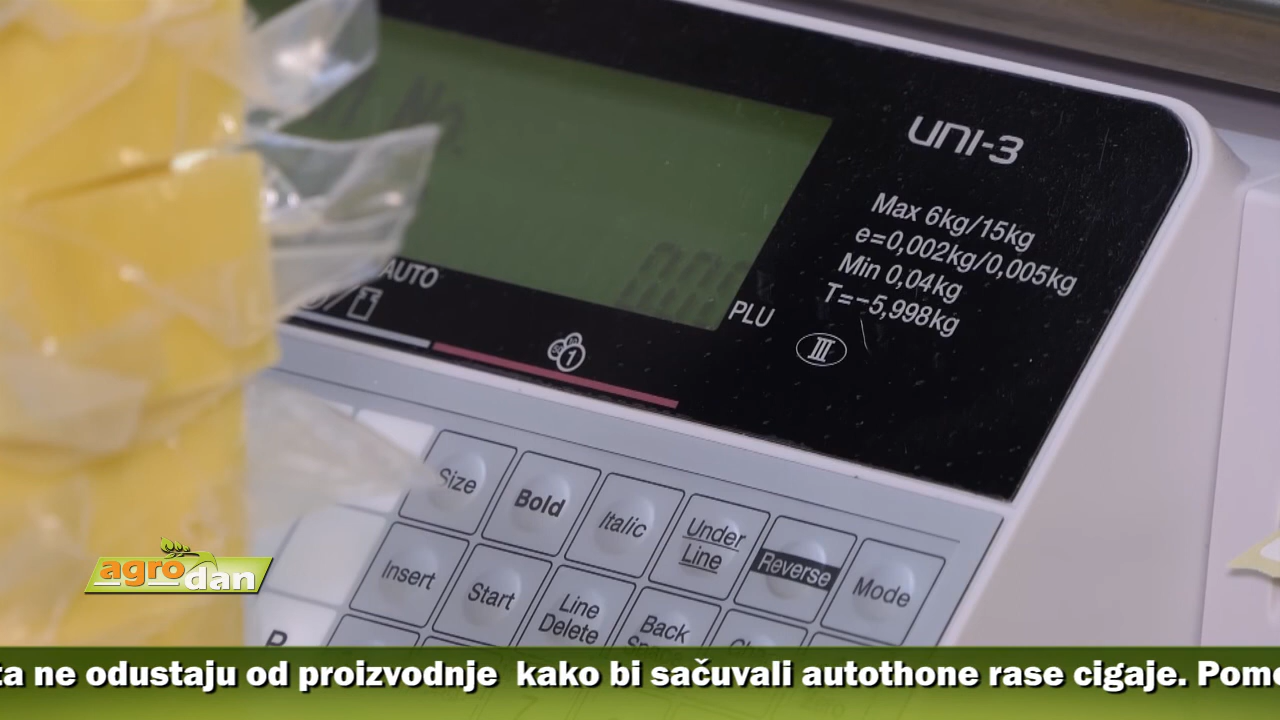 UNI-3
Max 6kg/15kg
e=0,002kg/0,005kg
Min 0,04kg
T=-5,998kg
III
AUTO
PLU
1
Size
Bold
Italic
Under
Line
Reverse
Mode
Insert
Start
Line
Delete
Back
agro
dan
ne odustaju od proizvodnje kako bi sačuvali autothone rase cigaje.